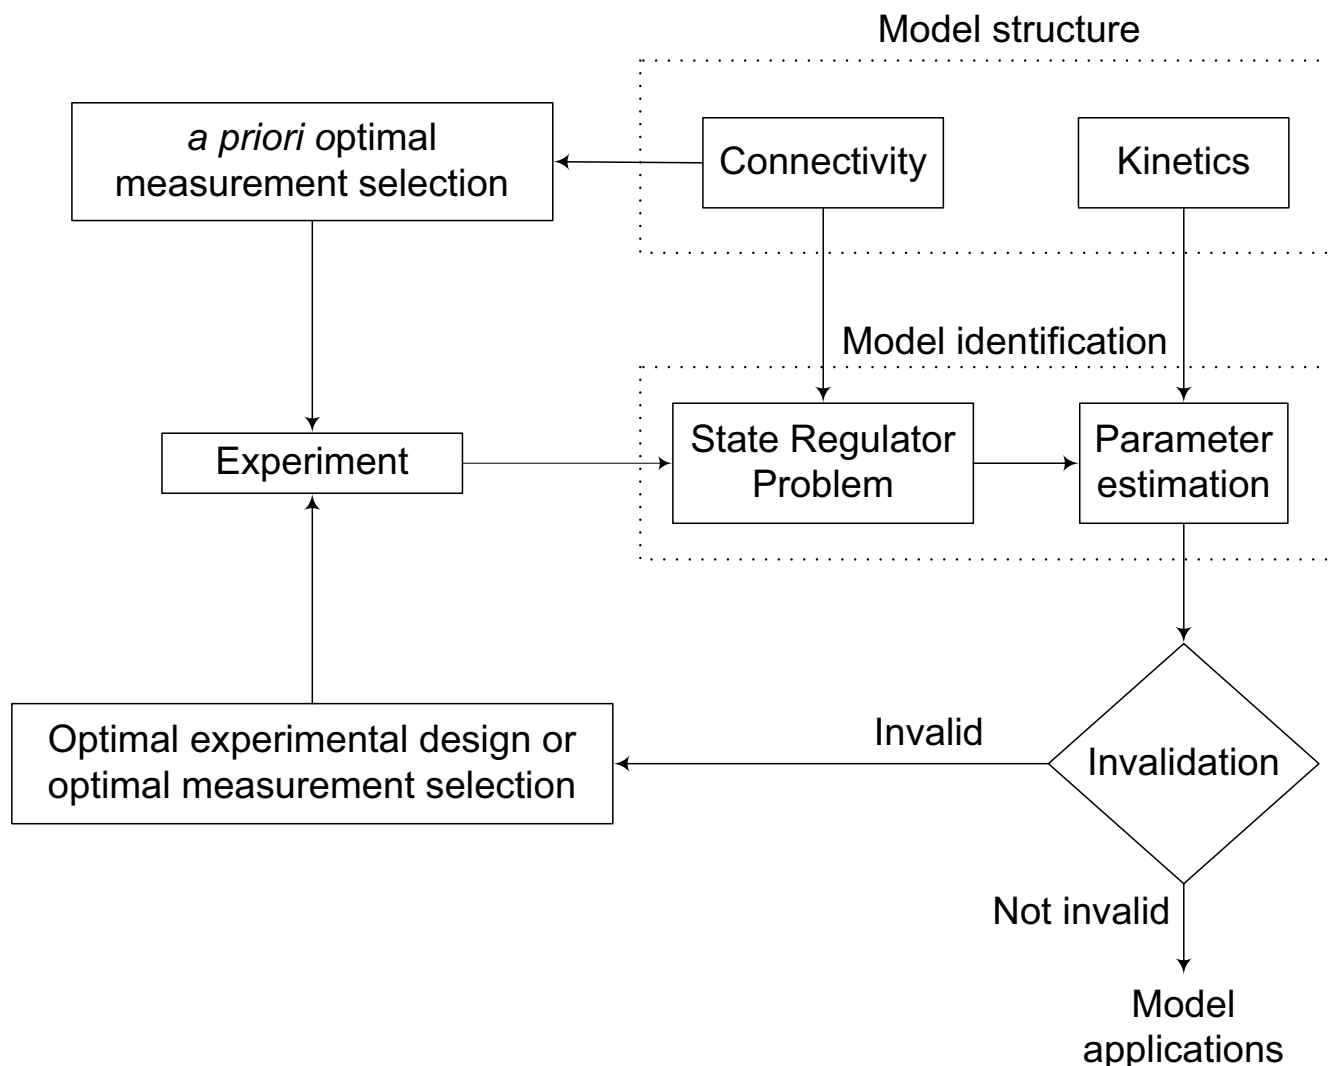 Model structure
a priori optimal
measurement selection
Connectivity
Kinetics
Model identification
Experiment
State Regulator
Problem
Parameter
estimation
Optimal experimental design or
optimal measurement selection
Invalid
Invalidation
Not invalid
Model
applications